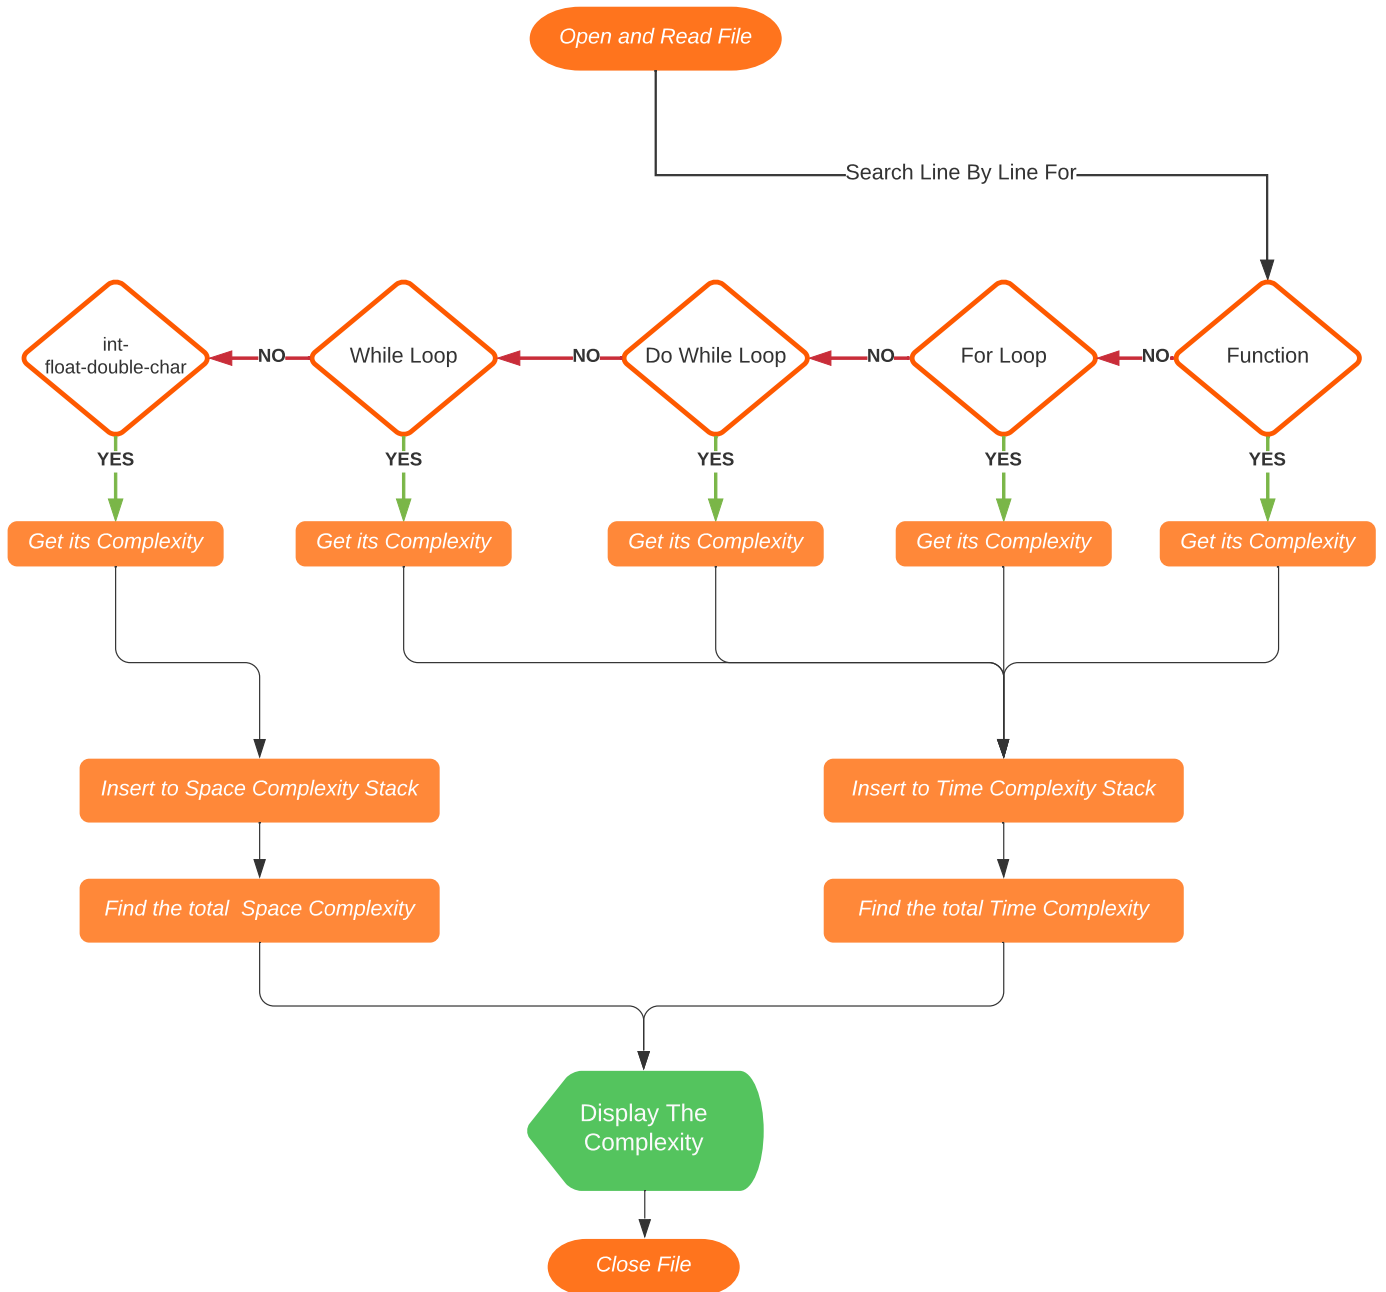 Open and Read File
Search Line By Line For
int-
float-double-char
NO
While Loop
NO
Do While Loop
NO
For Loop
NO
Function
YES
YES
YES
YES
YES
Get its Complexity
Get its Complexity
Get its Complexity
Get its Complexity
Get its Complexity
Insert to Space Complexity Stack
Insert to Time Complexity Stack
Find the total  Space Complexity
Find the total Time Complexity
Display The
Complexity
Close File